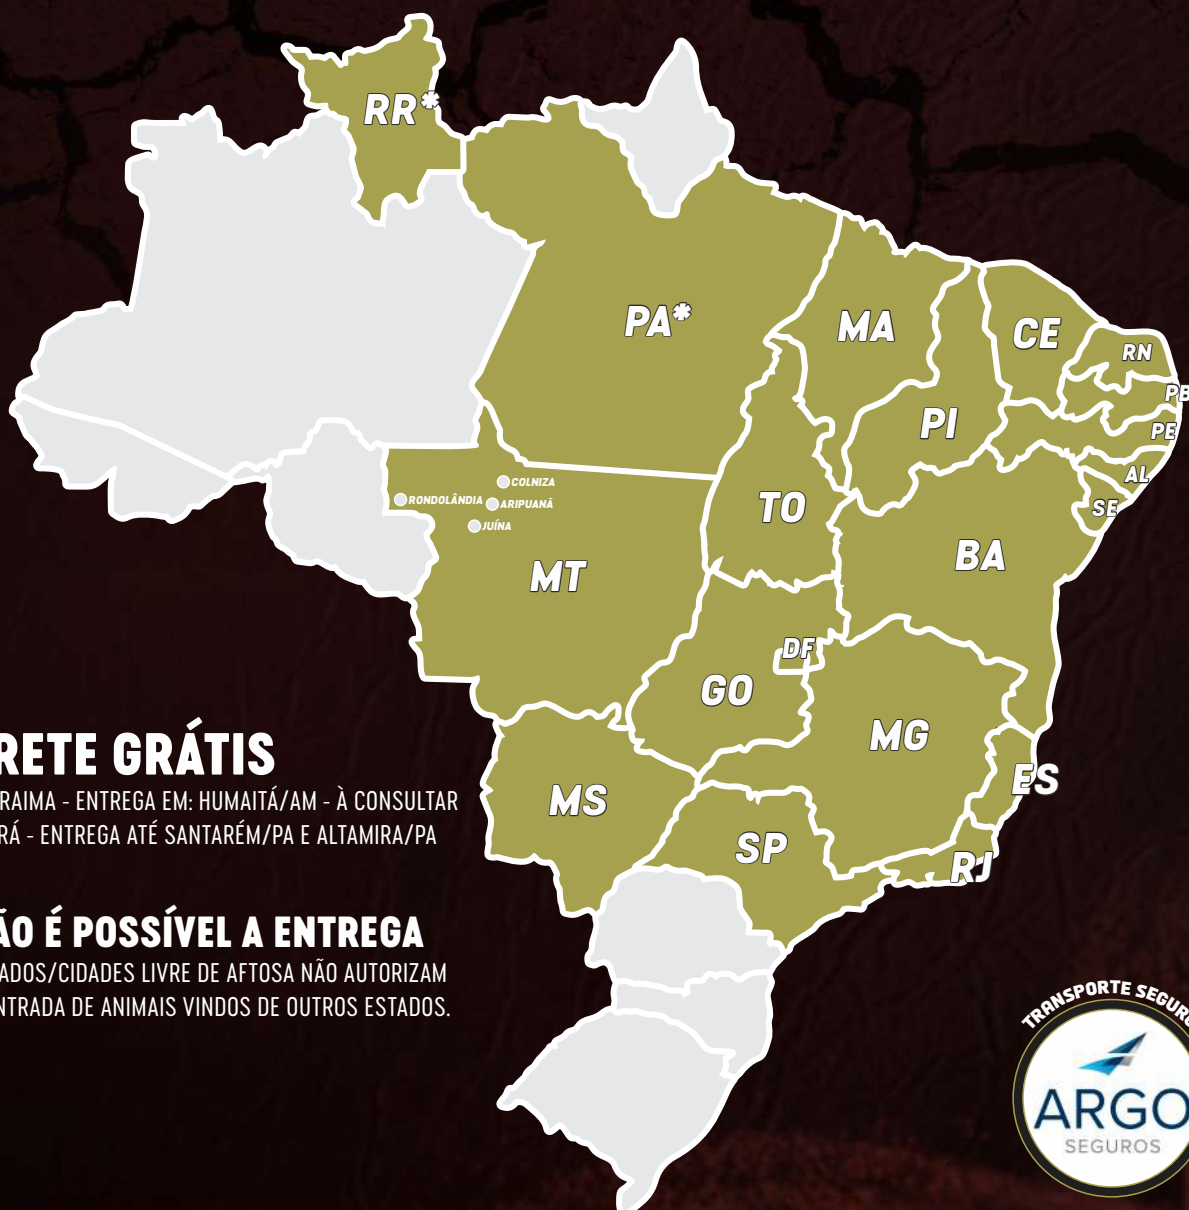 RR*
PA*
MA
CE
RN
PB
PI
PE
AL
SE
TO
BA
COLNIZA
RONDOLÂNDIA
ARIPUANÃ
JUÍNA
MT
DF
GO
MG
ES
MS
SP
RJ
RETE GRÁTIS
RAIMA - ENTREGA EM: HUMAITÁ/AM - À CONSULTAR
RÁ - ENTREGA ATÉ SANTARÉM/PA E ALTAMIRA/PA
ÃO É POSSÍVEL A ENTREGA
ADOS/CIDADES LIVRE DE AFTOSA NÃO AUTORIZAM
NTRADA DE ANIMAIS VINDOS DE OUTROS ESTADOS.
TRANSPORTE SEGUR
ARGO
SEGUROS